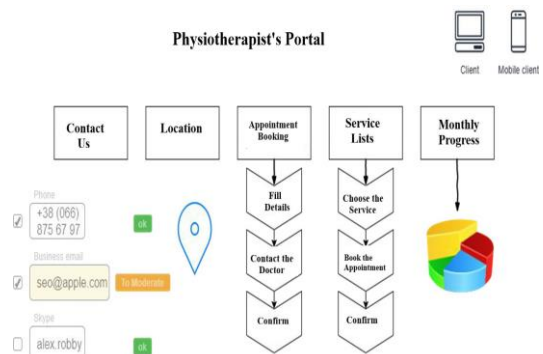 Physiotherapist's Portal
Client
Mobile client
Contact
Us
Location
Appointment
Booking
Service
Lists
Monthly
Progress
Phone
+38 (066)
875 67 97
ok
Business email
seo@apple.com
To Moderate
Skype
alex.robby
ok
Fill
Details
Contact the
Doctor
Confirm
Choose the
Service
Book the
Appointment
Confirm